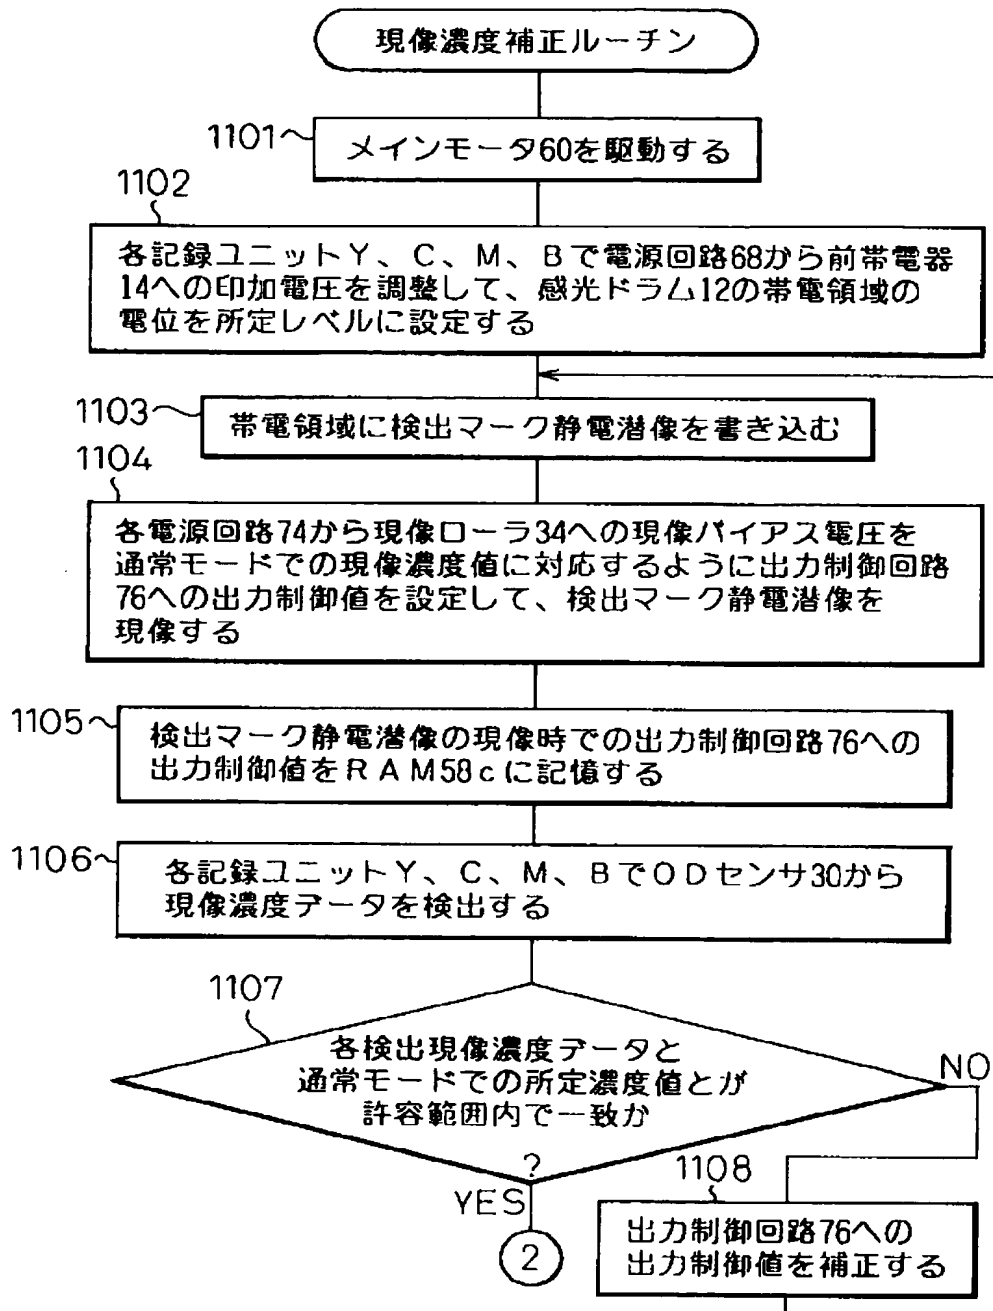 現像濃度補正ルーチン
1101
メインモータ60を駆動する
1102
各記録ユニットY、C、M、Bで電源回路68から前帯電器
14への印加電圧を調整して、感光ドラム12の帯電領域の
電位を所定レベルに設定する
1103
帯電領域に検出マーク静電潜像を書き込む
1104
各電源回路74から現像ローラ34への現像バイアス電圧を
通常モードでの現像濃度値に対応するように出力制御回路
76への出力制御値を設定して、検出マーク静電潜像を
現像する
1105
検出マーク静電潜像の現像時での出力制御回路76への
出力制御値をRAM58cに記憶する
1106
各記録ユニットY、C、M、BでODセンサ30から
現像濃度データを検出する
1107
各検出現像濃度データと
通常モードでの所定濃度値とが
許容範囲内で一致か
?
NO
YES
2
1108
出力制御回路76への
出力制御値を補正する